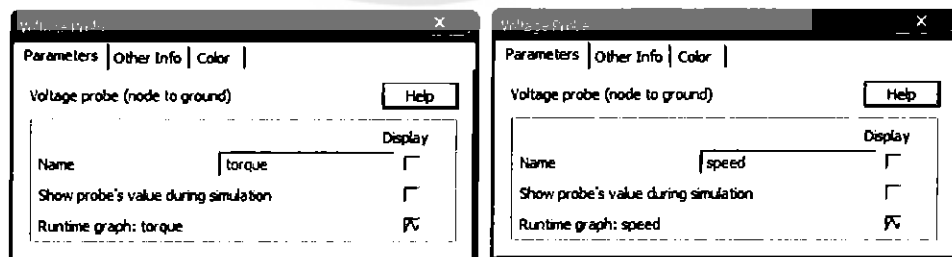 Voltage Probe
Parameters Other Info Color
Voltage probe (node to ground) Help
Display
Name torque
Show probe's value during simulation
Runtime graph: torque
Voltage Probe
Parameters Other Info Color
Voltage probe (node to ground) Help
Display
Name speed
Show probe's value during simulation
Runtime graph: speed